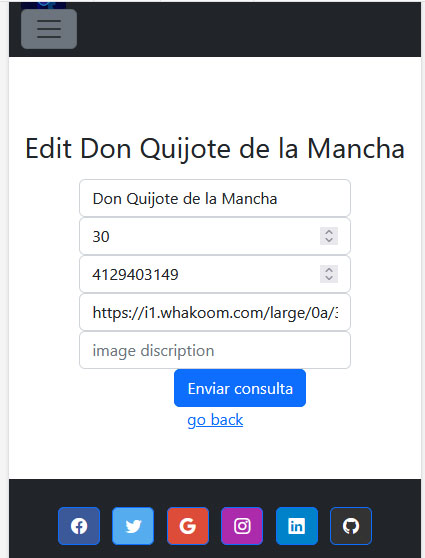 Edit Don Quijote de la Mancha
Don Quijote de la Mancha
30
4129403149
https://i1.whakoom.com/large/0a/3
image discription
Enviar consulta
go back